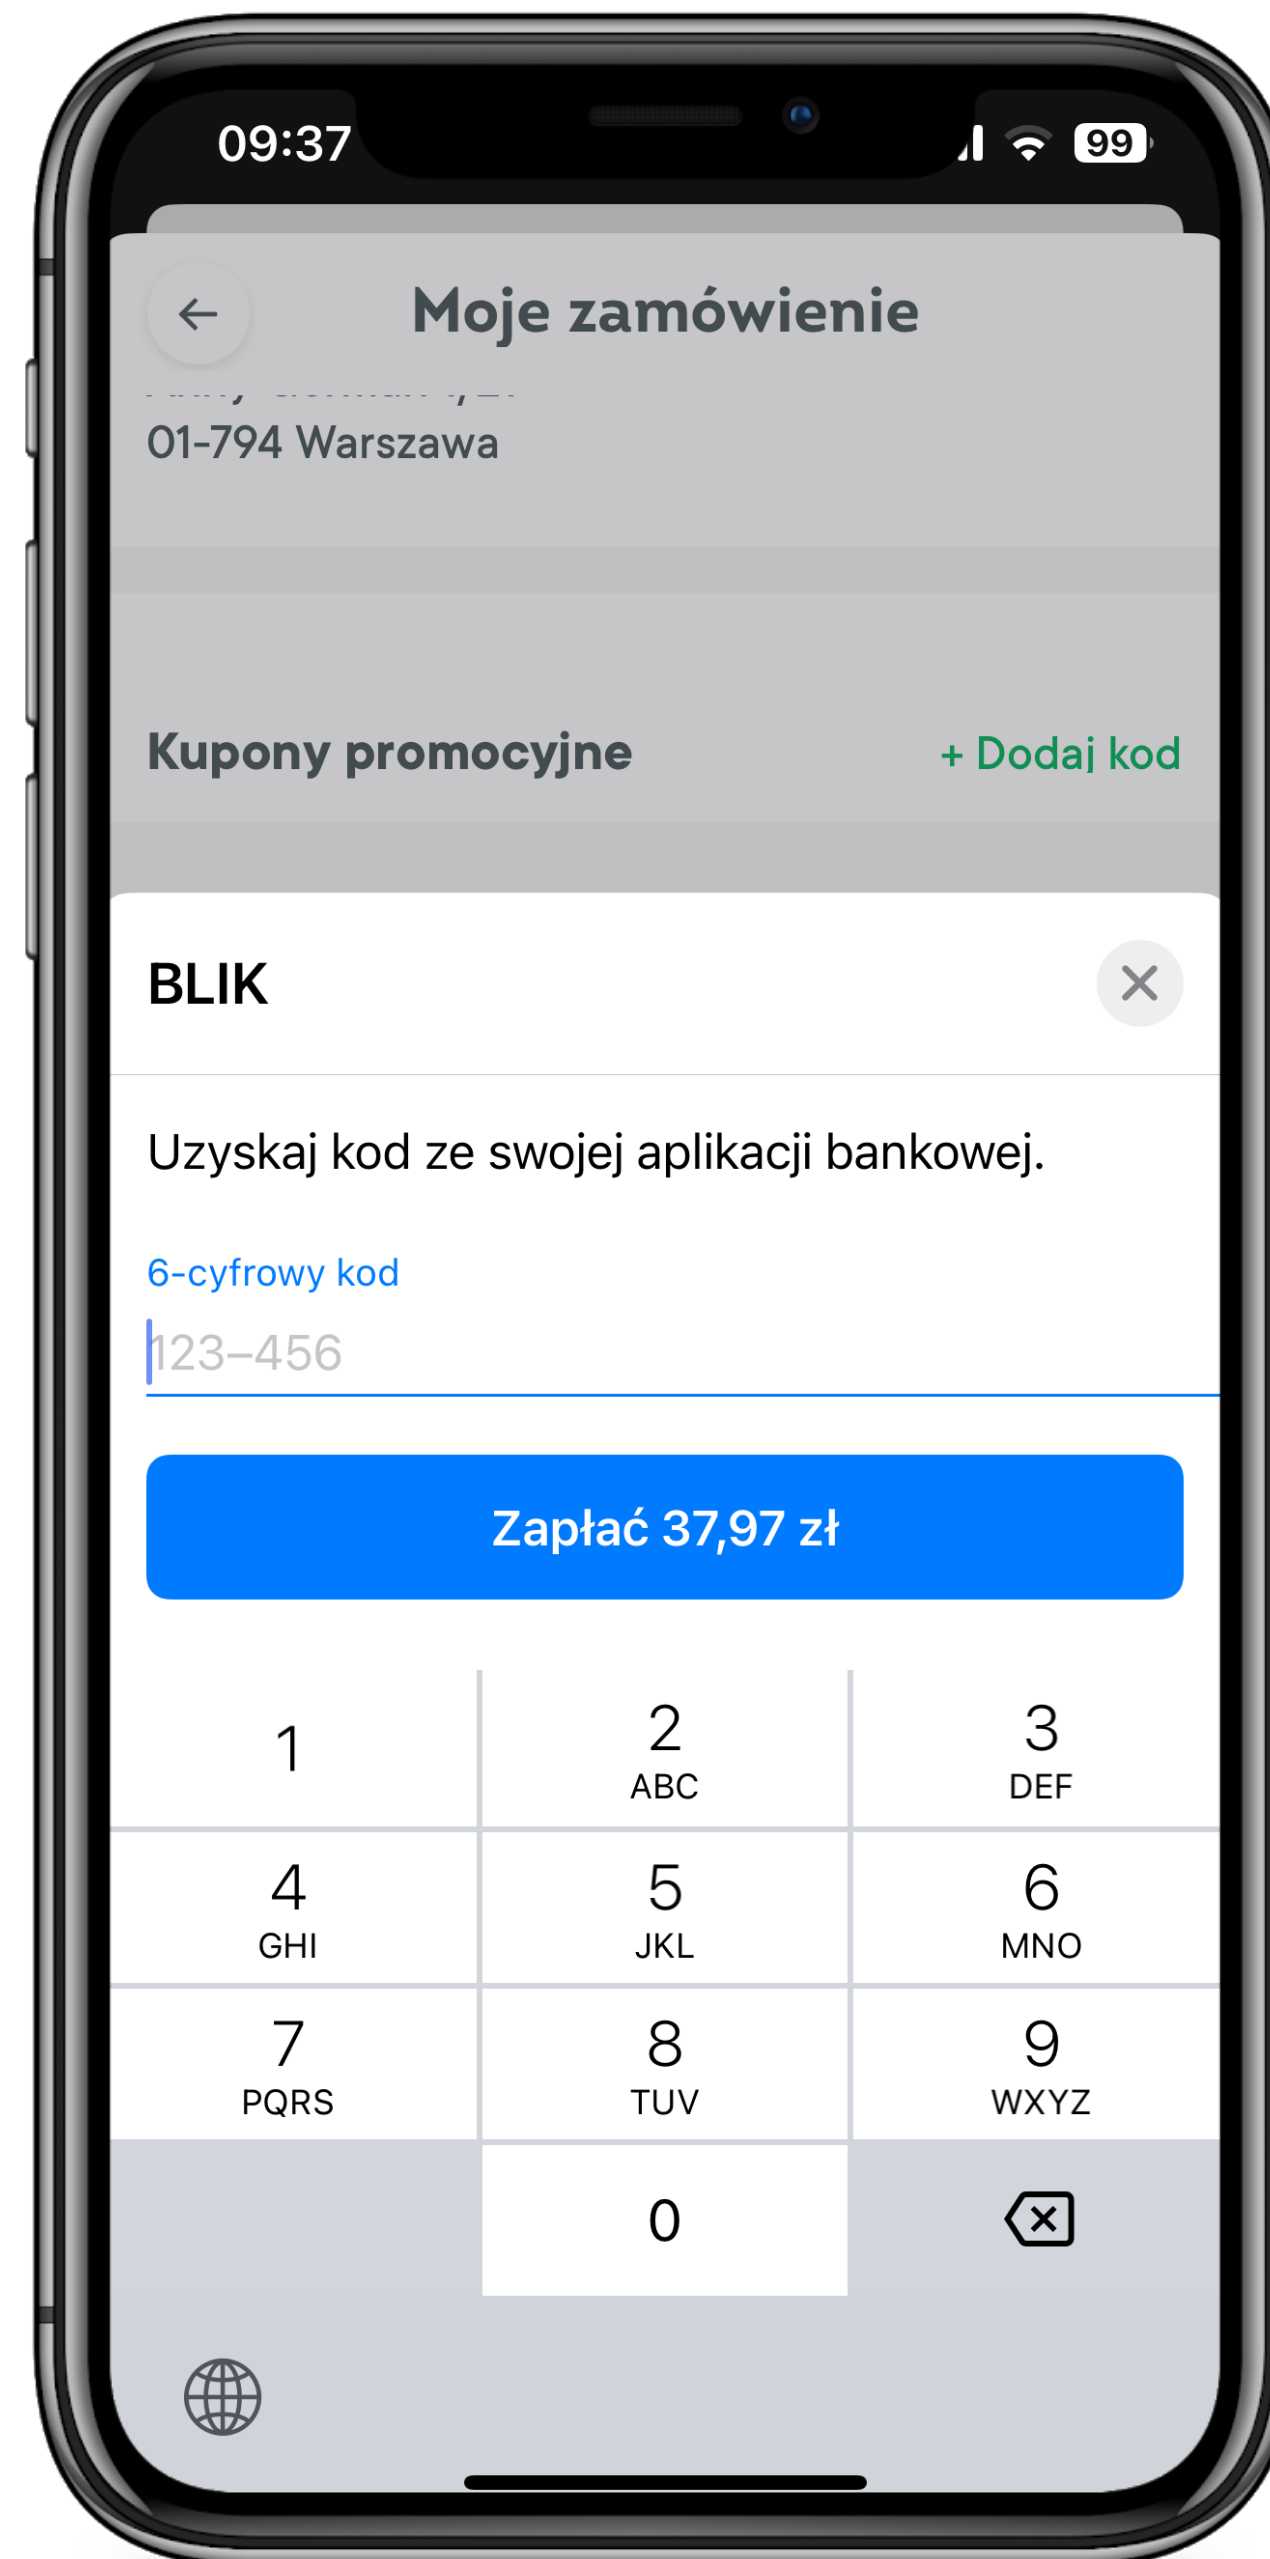 09:37
99
Moje zamówienie
01-794 Warszawa
Kupony promocyjne
+ Dodaj kod
BLIK
Uzyskaj kod ze swojej aplikacji bankowej.
6-cyfrowy kod
123–456
Zapłać 37,97 zł
1
2
3
ABC
DEF
4
5
6
GHI
JKL
MNO
7
8
9
PQRS
TUV
WXYZ
0